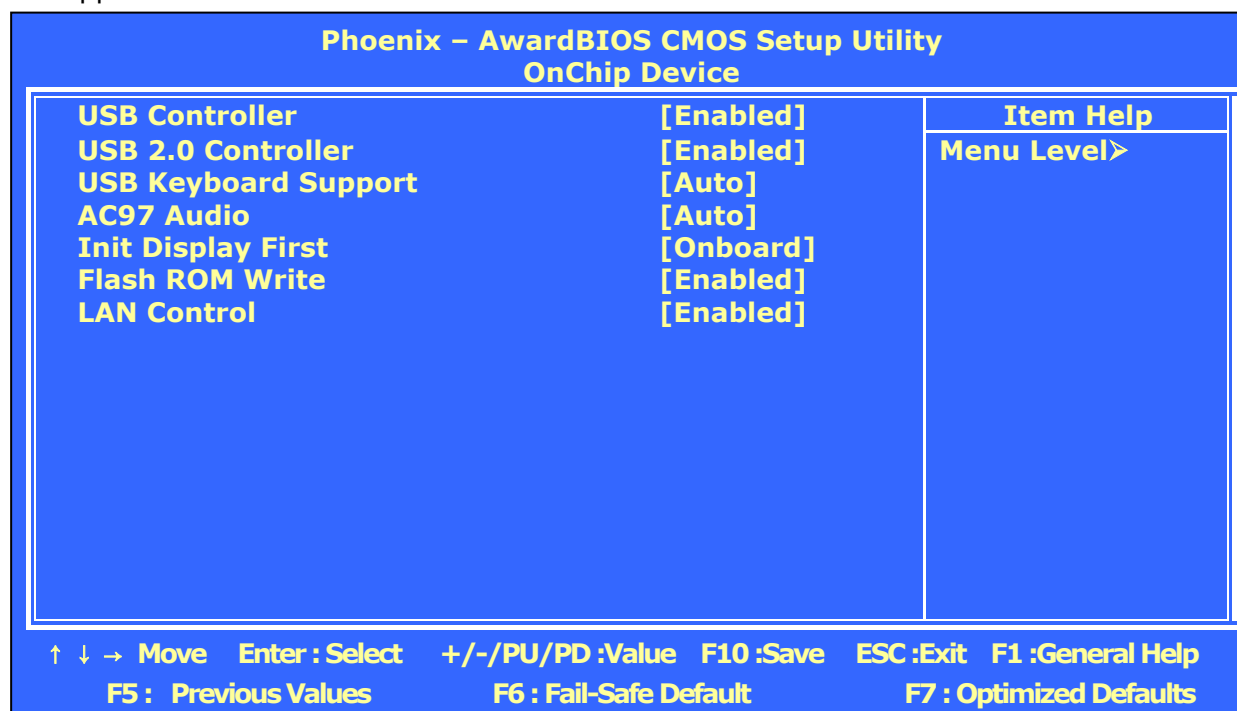 Phoenix – AwardBIOS CMOS Setup Utility
OnChip Device
USB Controller [Enabled]
USB 2.0 Controller [Enabled]
USB Keyboard Support [Auto]
AC97 Audio [Auto]
Init Display First [Onboard]
Flash ROM Write [Enabled]
LAN Control [Enabled]
Item Help
Menu Level➢
↑ ↓ → Move Enter : Select +/-/PU/PD :Value F10 :Save ESC :Exit F1 :General Help
F5 : Previous Values F6 : Fail-Safe Default F7 : Optimized Defaults